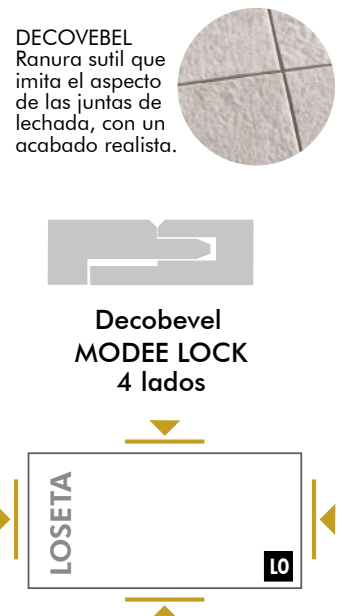 DECOVEBEL
Ranura sutil que
imita el aspecto
de las juntas de
lechada, con un
acabado realista.
Decobevel
MODEE LOCK
4 lados
LOSETA
LO